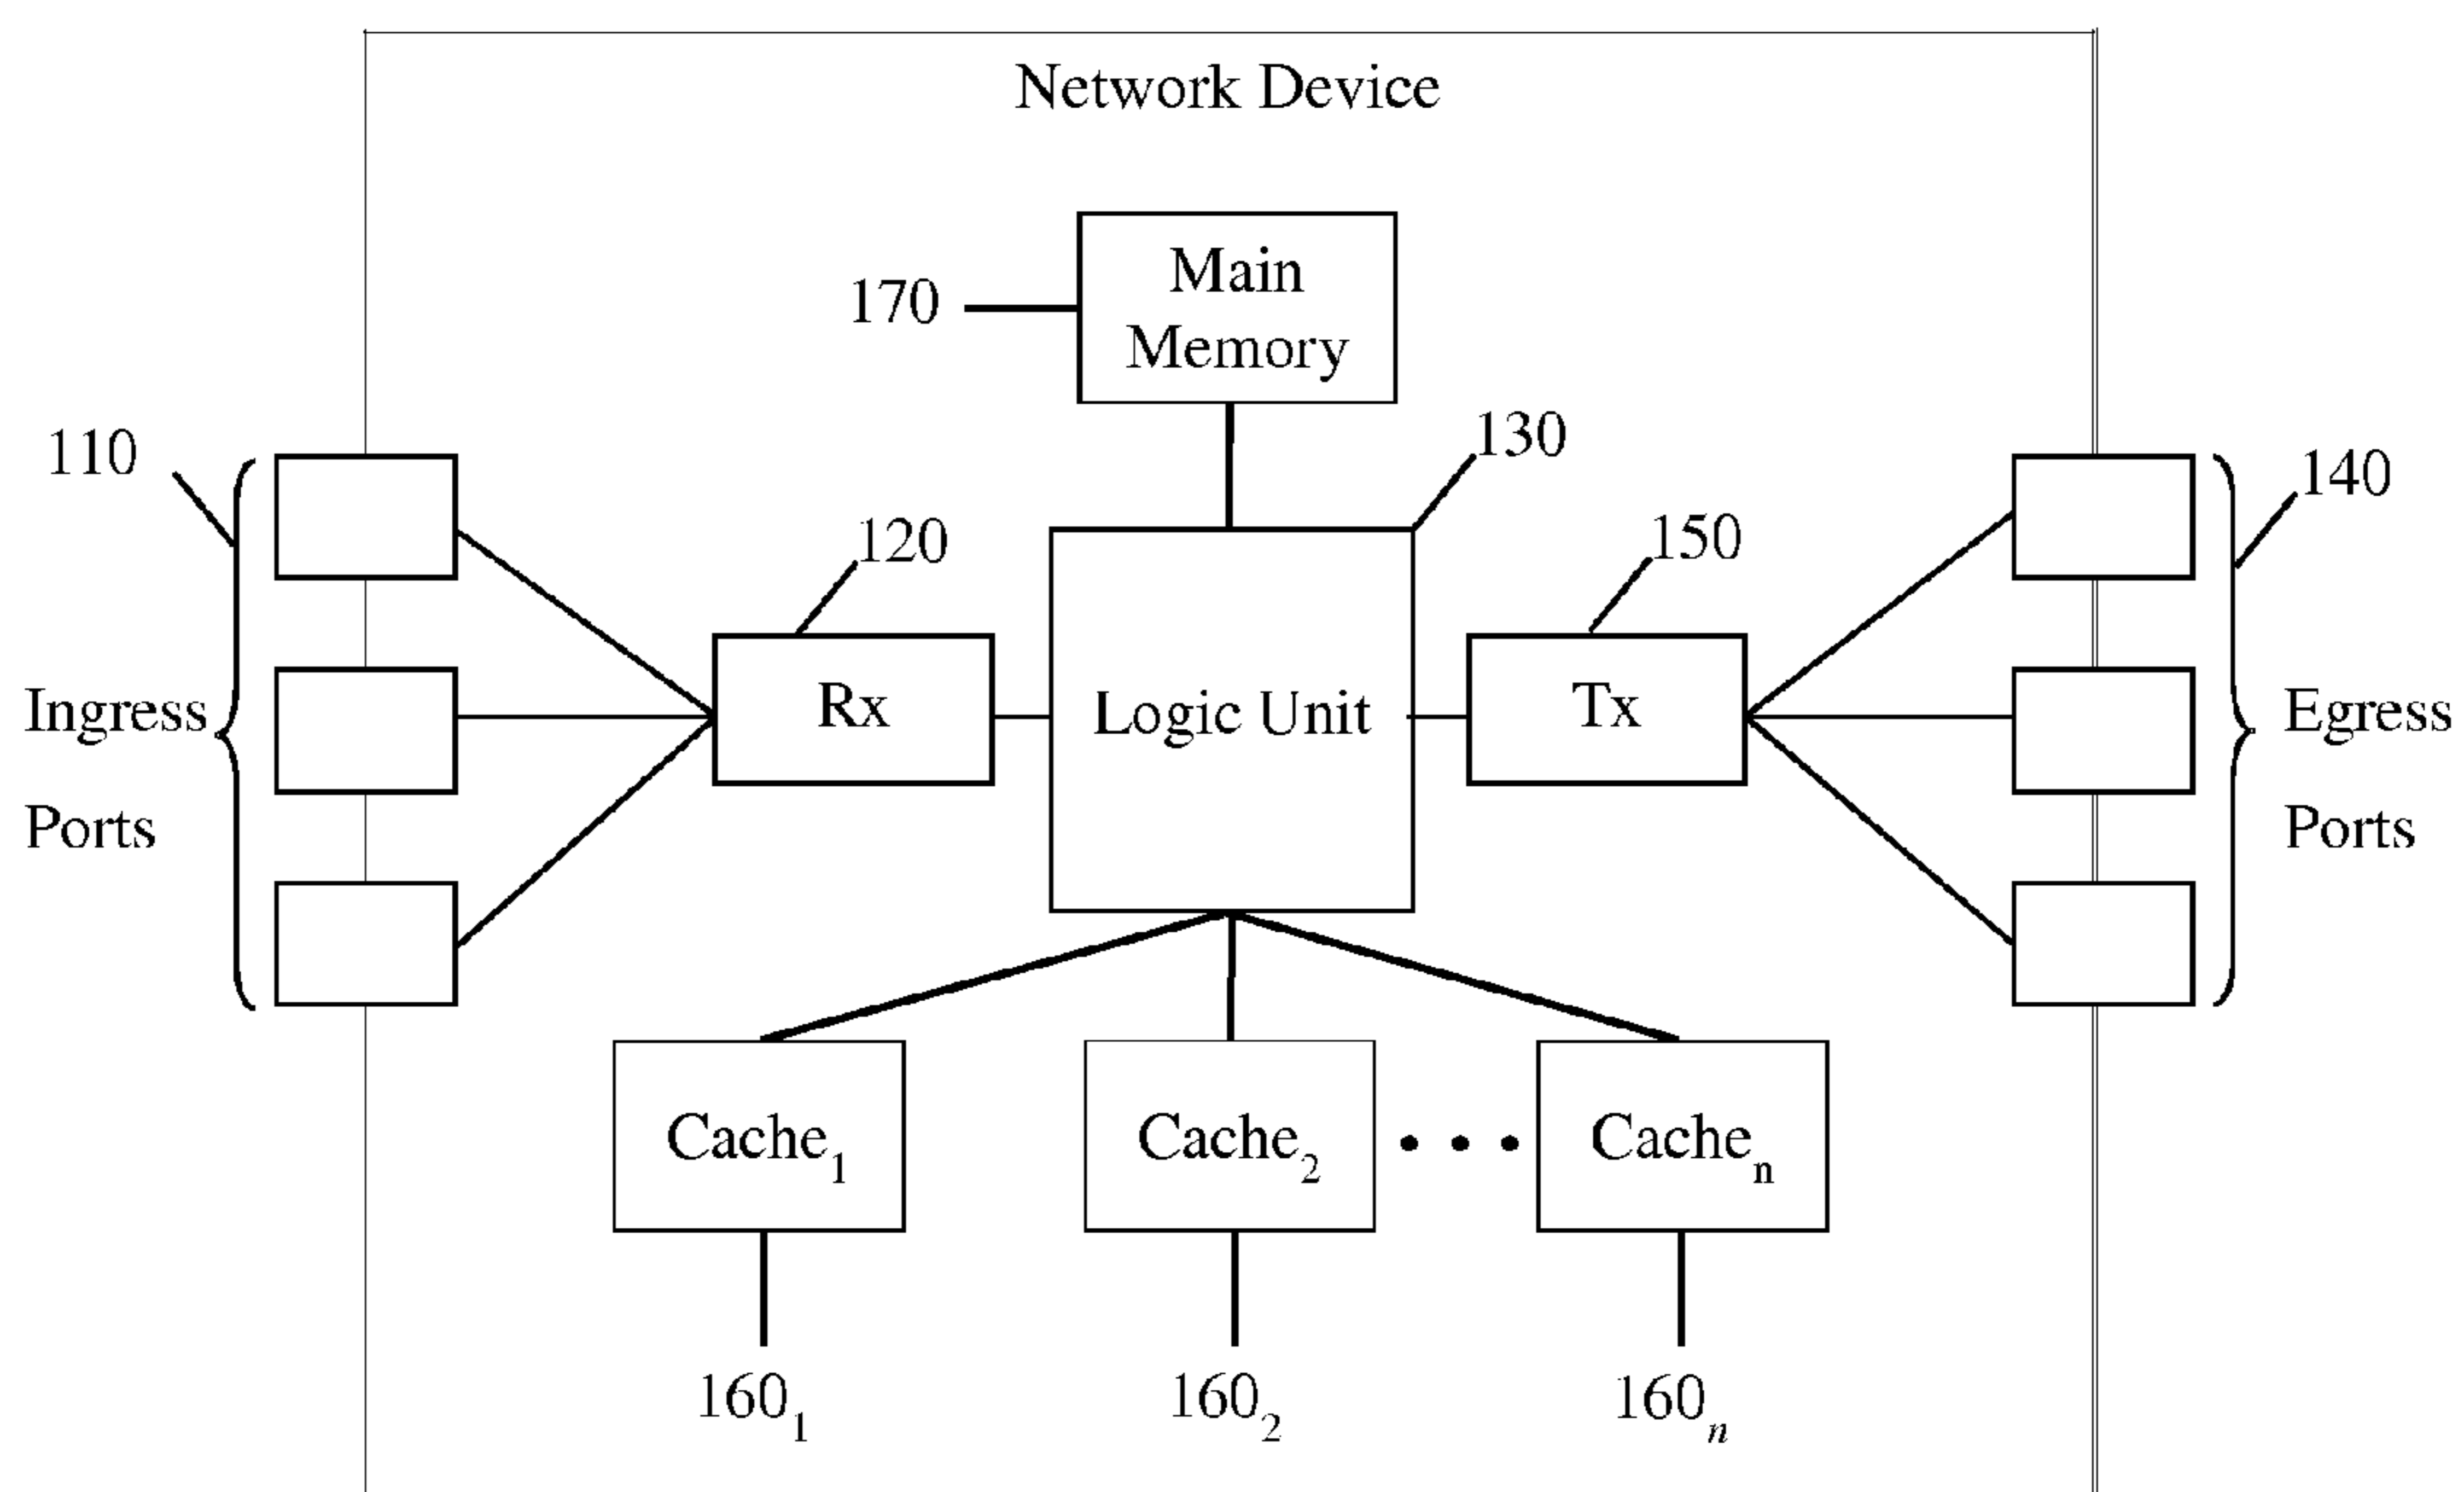 Network Device
Main
Memory
170
130
110
140
120
150
Ingress
Ports
Rx
Logic Unit
Tx
Egress
Ports
Cache₁
Cache₂
• • •
Cacheₙ
160₁
160₂
160ₙ